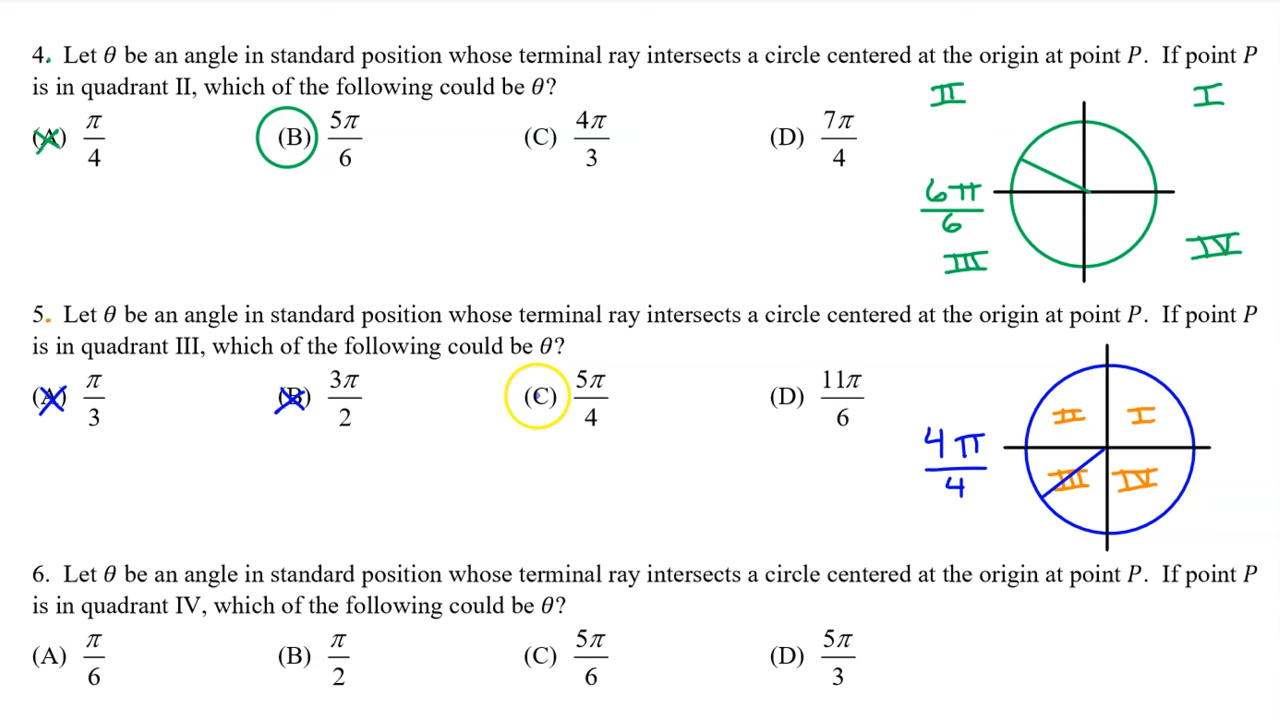 4. Let θ be an angle in standard position whose terminal ray intersects a circle centered at the origin at point P. If point P
is in quadrant II, which of the following could be θ?
II I
(A) π/4 (B) 5π/6 (C) 4π/3 (D) 7π/4
6π/6
III IV
5. Let θ be an angle in standard position whose terminal ray intersects a circle centered at the origin at point P. If point P
is in quadrant III, which of the following could be θ?
(A) π/3 (B) 3π/2 (C) 5π/4 (D) 11π/6
II I
4π/4
III IV
6. Let θ be an angle in standard position whose terminal ray intersects a circle centered at the origin at point P. If point P
is in quadrant IV, which of the following could be θ?
(A) π/6 (B) π/2 (C) 5π/6 (D) 5π/3